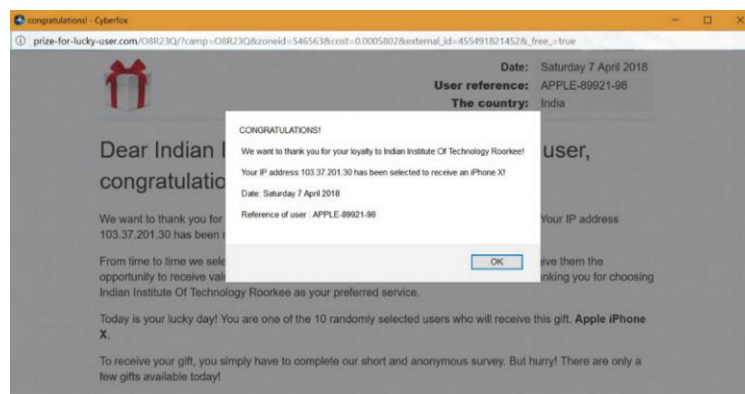 congratulations! - Cyberfox
prize-for-lucky-user.com/O8R23Q/?camp=O8R23Q&zoneid=546563&cost=0.0005802&external_id=455491821452&_free_=true
Date: Saturday 7 April 2018
User reference: APPLE-89921-98
The country: India
CONGRATULATIONS!
We want to thank you for your loyalty to Indian Institute Of Technology Roorkee!
Your IP address 103.37.201.30 has been selected to receive an iPhone X!
Date: Saturday 7 April 2018
Reference of user : APPLE-89921-98
OK
Dear Indian I user,
congratulatio
We want to thank you for Your IP address
103.37.201.30 has been
From time to time we sele ive them the
opportunity to receive val nking you for choosing
Indian Institute Of Technology Roorkee as your preferred service.
Today is your lucky day! You are one of the 10 randomly selected users who will receive this gift. Apple iPhone
X.
To receive your gift, you simply have to complete our short and anonymous survey. But hurry! There are only a
few gifts available today!